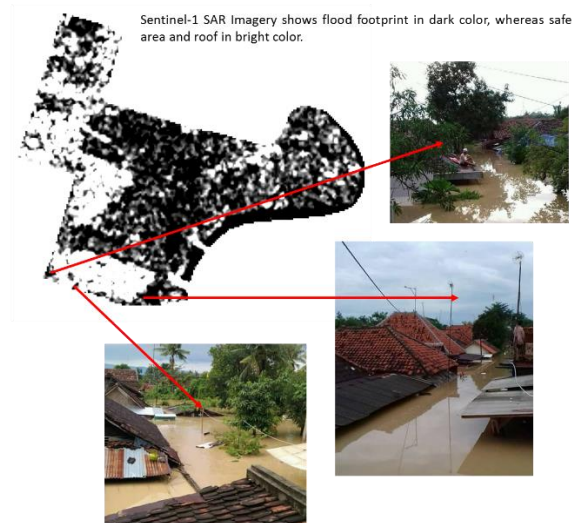 Sentinel-1 SAR Imagery shows flood footprint in dark color, whereas safe
area and roof in bright color.